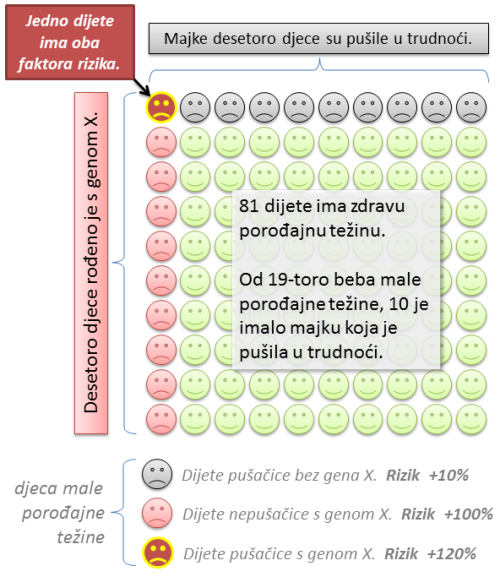 Jedno dijete
ima oba
faktora rizika.
Majke desetoro djece su pušile u trudnoći.
Desetoro djece rođeno je s genom X.
81 dijete ima zdravu
porođajnu težinu.
Od 19-toro beba male
porođajne težine, 10 je
imalo majku koja je
pušila u trudnoći.
djeca male
porođajne
težine
Dijete pušačice bez gena X. Rizik +10%
Dijete nepušačice s genom X. Rizik +100%
Dijete pušačice s genom X. Rizik +120%